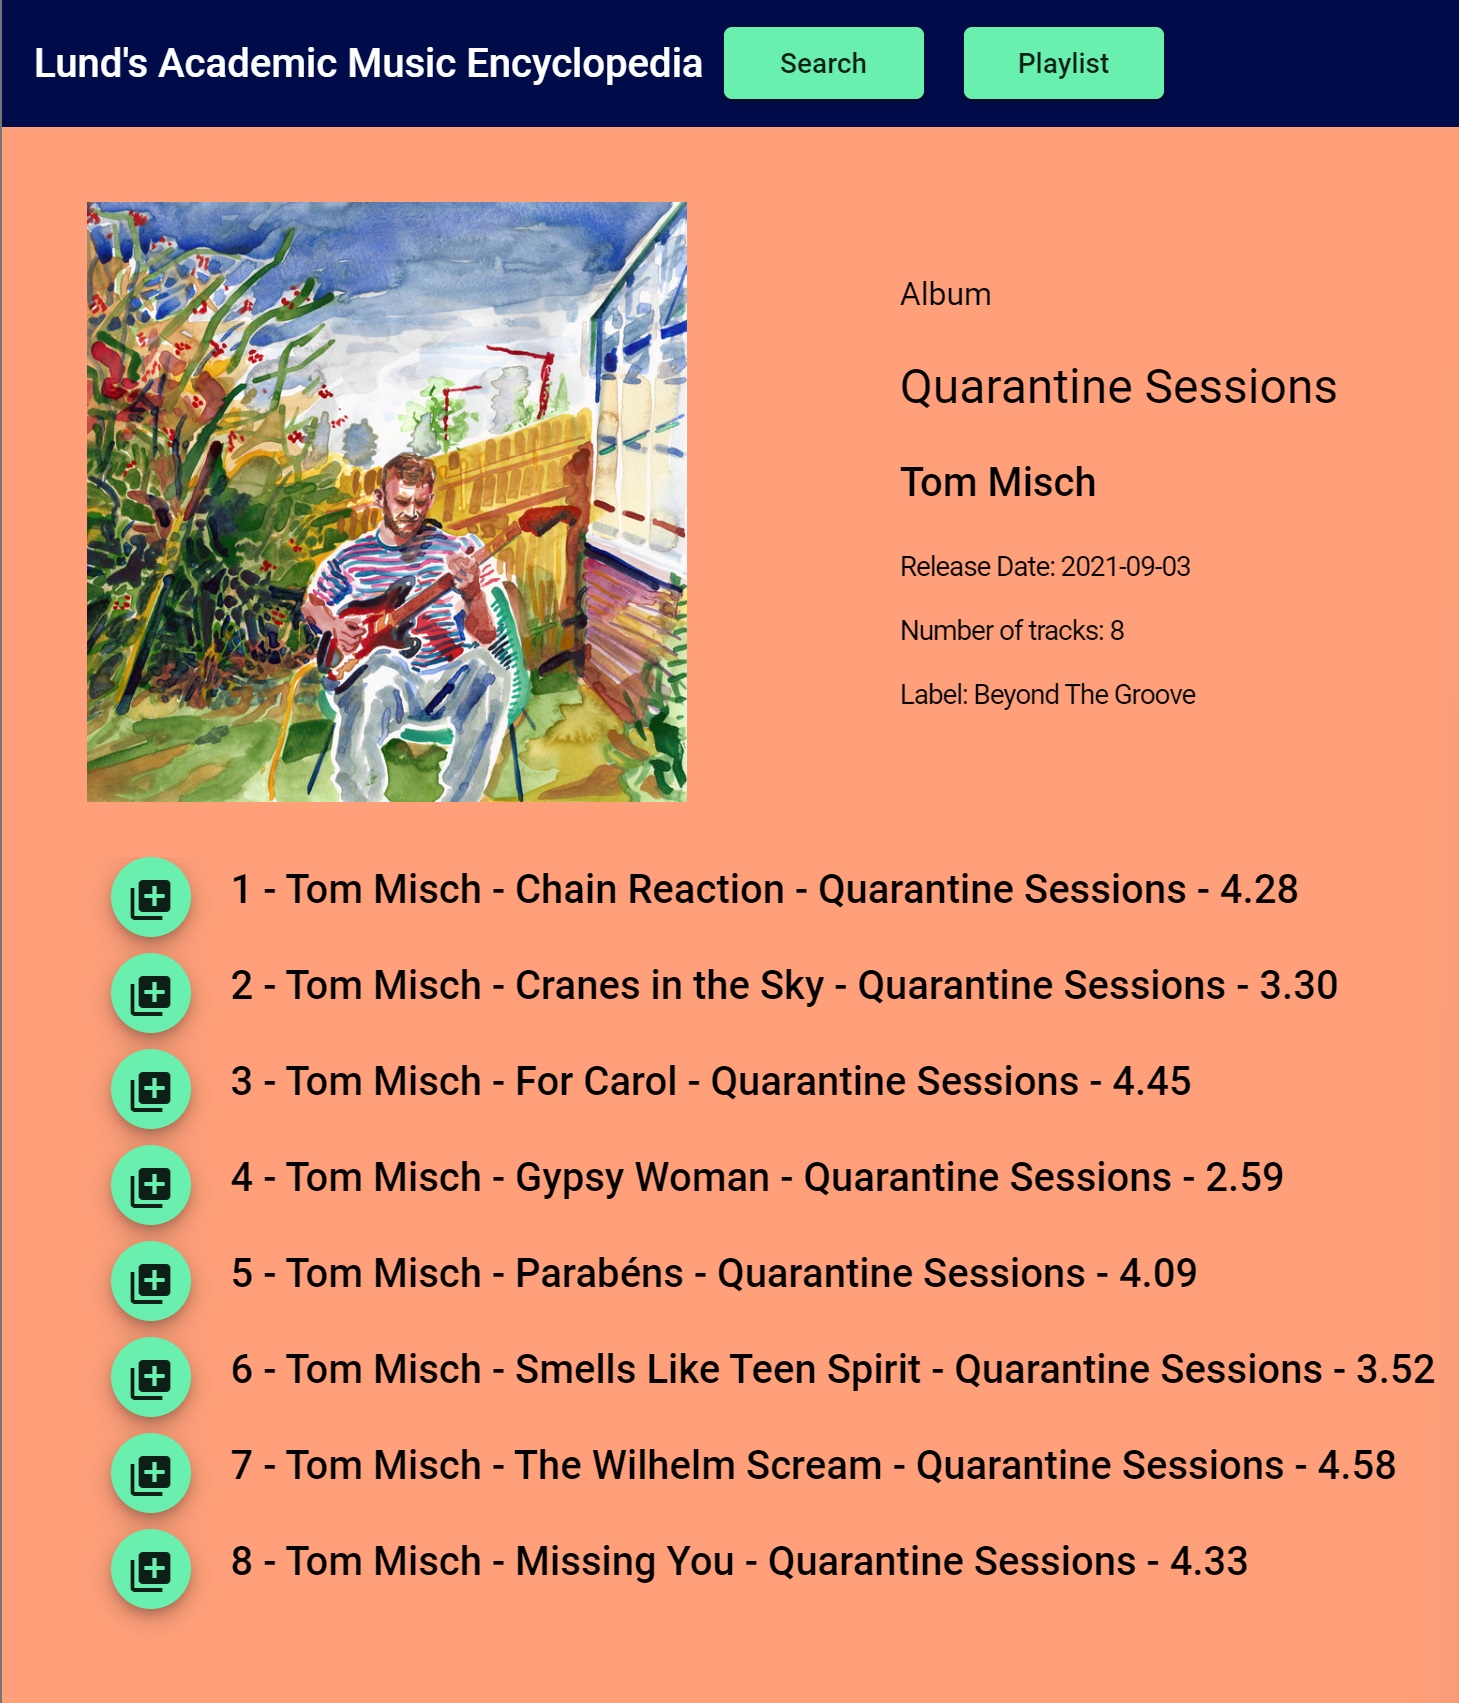 Lund's Academic Music Encyclopedia Search Playlist
Album
Quarantine Sessions
Tom Misch
Release Date: 2021-09-03
Number of tracks: 8
Label: Beyond The Groove
1 - Tom Misch - Chain Reaction - Quarantine Sessions - 4.28
2 - Tom Misch - Cranes in the Sky - Quarantine Sessions - 3.30
3 - Tom Misch - For Carol - Quarantine Sessions - 4.45
4 - Tom Misch - Gypsy Woman - Quarantine Sessions - 2.59
5 - Tom Misch - Parabéns - Quarantine Sessions - 4.09
6 - Tom Misch - Smells Like Teen Spirit - Quarantine Sessions - 3.52
7 - Tom Misch - The Wilhelm Scream - Quarantine Sessions - 4.58
8 - Tom Misch - Missing You - Quarantine Sessions - 4.33